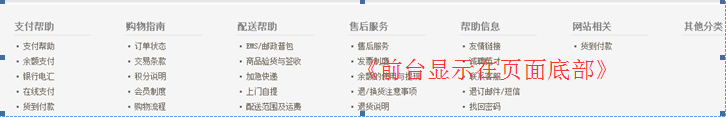 支付帮助
支付帮助
余额支付
银行电汇
在线支付
货到付款
购物指南
订单状态
交易条款
积分说明
会员制度
购物流程
配送帮助
EMS/邮政普包
商品验货与签收
加急快递
上门自提
配送范围及运费
售后服务
售后服务
发票制度
退/换货注意事项
退货说明
帮助信息
友情链接
联系客服
退订邮件/短信
找回密码
网站相关
货到付款
其他分类
《前台显示在页面底部》